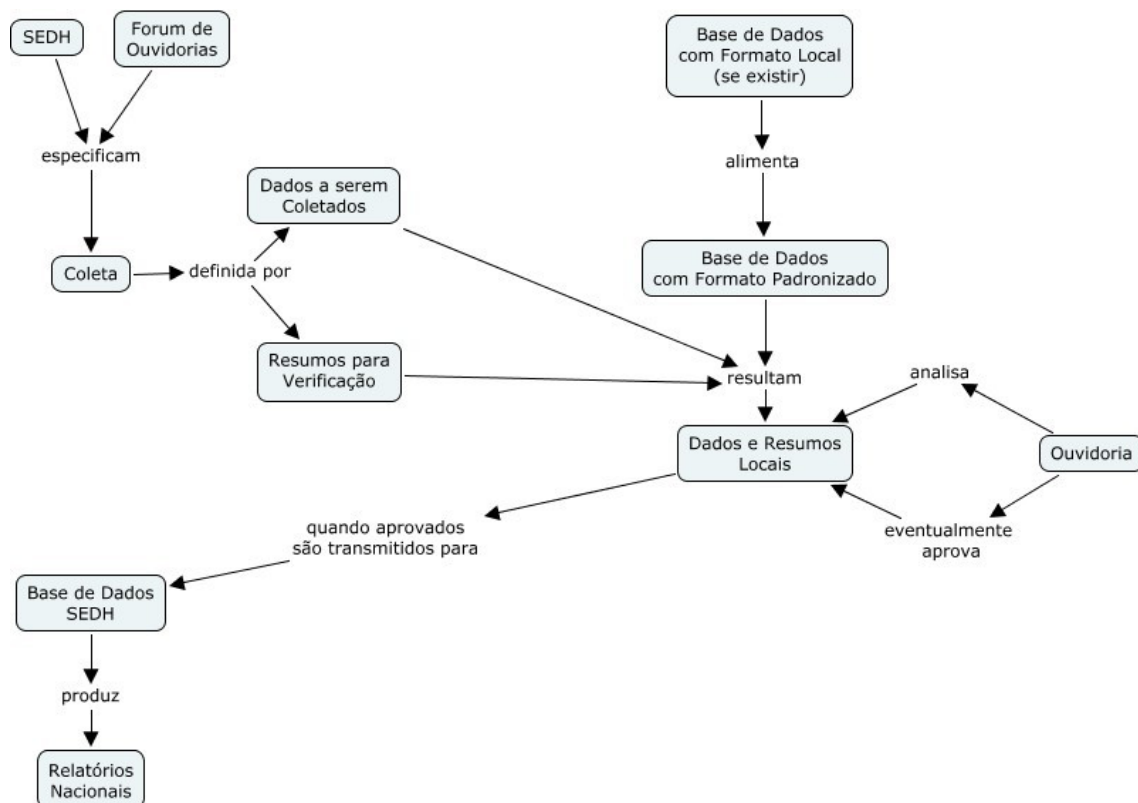 SEDH
Forum de
Ouvidorias
Base de Dados
com Formato Local
(se existir)
especificam
alimenta
Dados a serem
Coletados
Coleta
definida por
Base de Dados
com Formato Padronizado
Resumos para
Verificação
resultam
analisa
Dados e Resumos
Locais
Ouvidoria
quando aprovados
são transmitidos para
eventualmente
aprova
Base de Dados
SEDH
produz
Relatórios
Nacionais